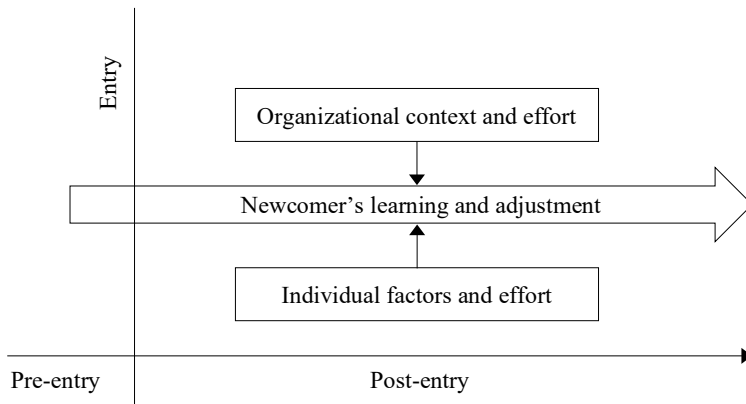 Entry
Organizational context and effort
Newcomer's learning and adjustment
Individual factors and effort
Pre-entry
Post-entry